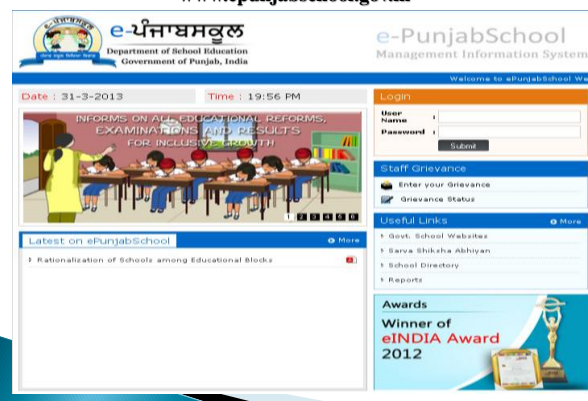 e-ਪੰਜਾਬਸਕੂਲ
Department of School Education
Government of Punjab, India
e-PunjabSchool
Management Information System
Welcome to ePunjabSchool We
Date : 31-3-2013
Time : 19:56 PM
INFORMS ON ALL EDUCATIONAL REFORMS,
EXAMINATIONS AND RESULTS
FOR INCLUSIVE GROWTH
1 2 3 4 5 6
Latest on ePunjabSchool
More
Rationalization of Schools among Educational Blocks
Login
User Name :
Password :
Submit
Staff Grievance
Enter your Grievance
Grievance Status
Useful Links
More
Govt. School Websites
Sarva Shiksha Abhiyan
School Directory
Reports
Awards
Winner of
eINDIA Award
2012